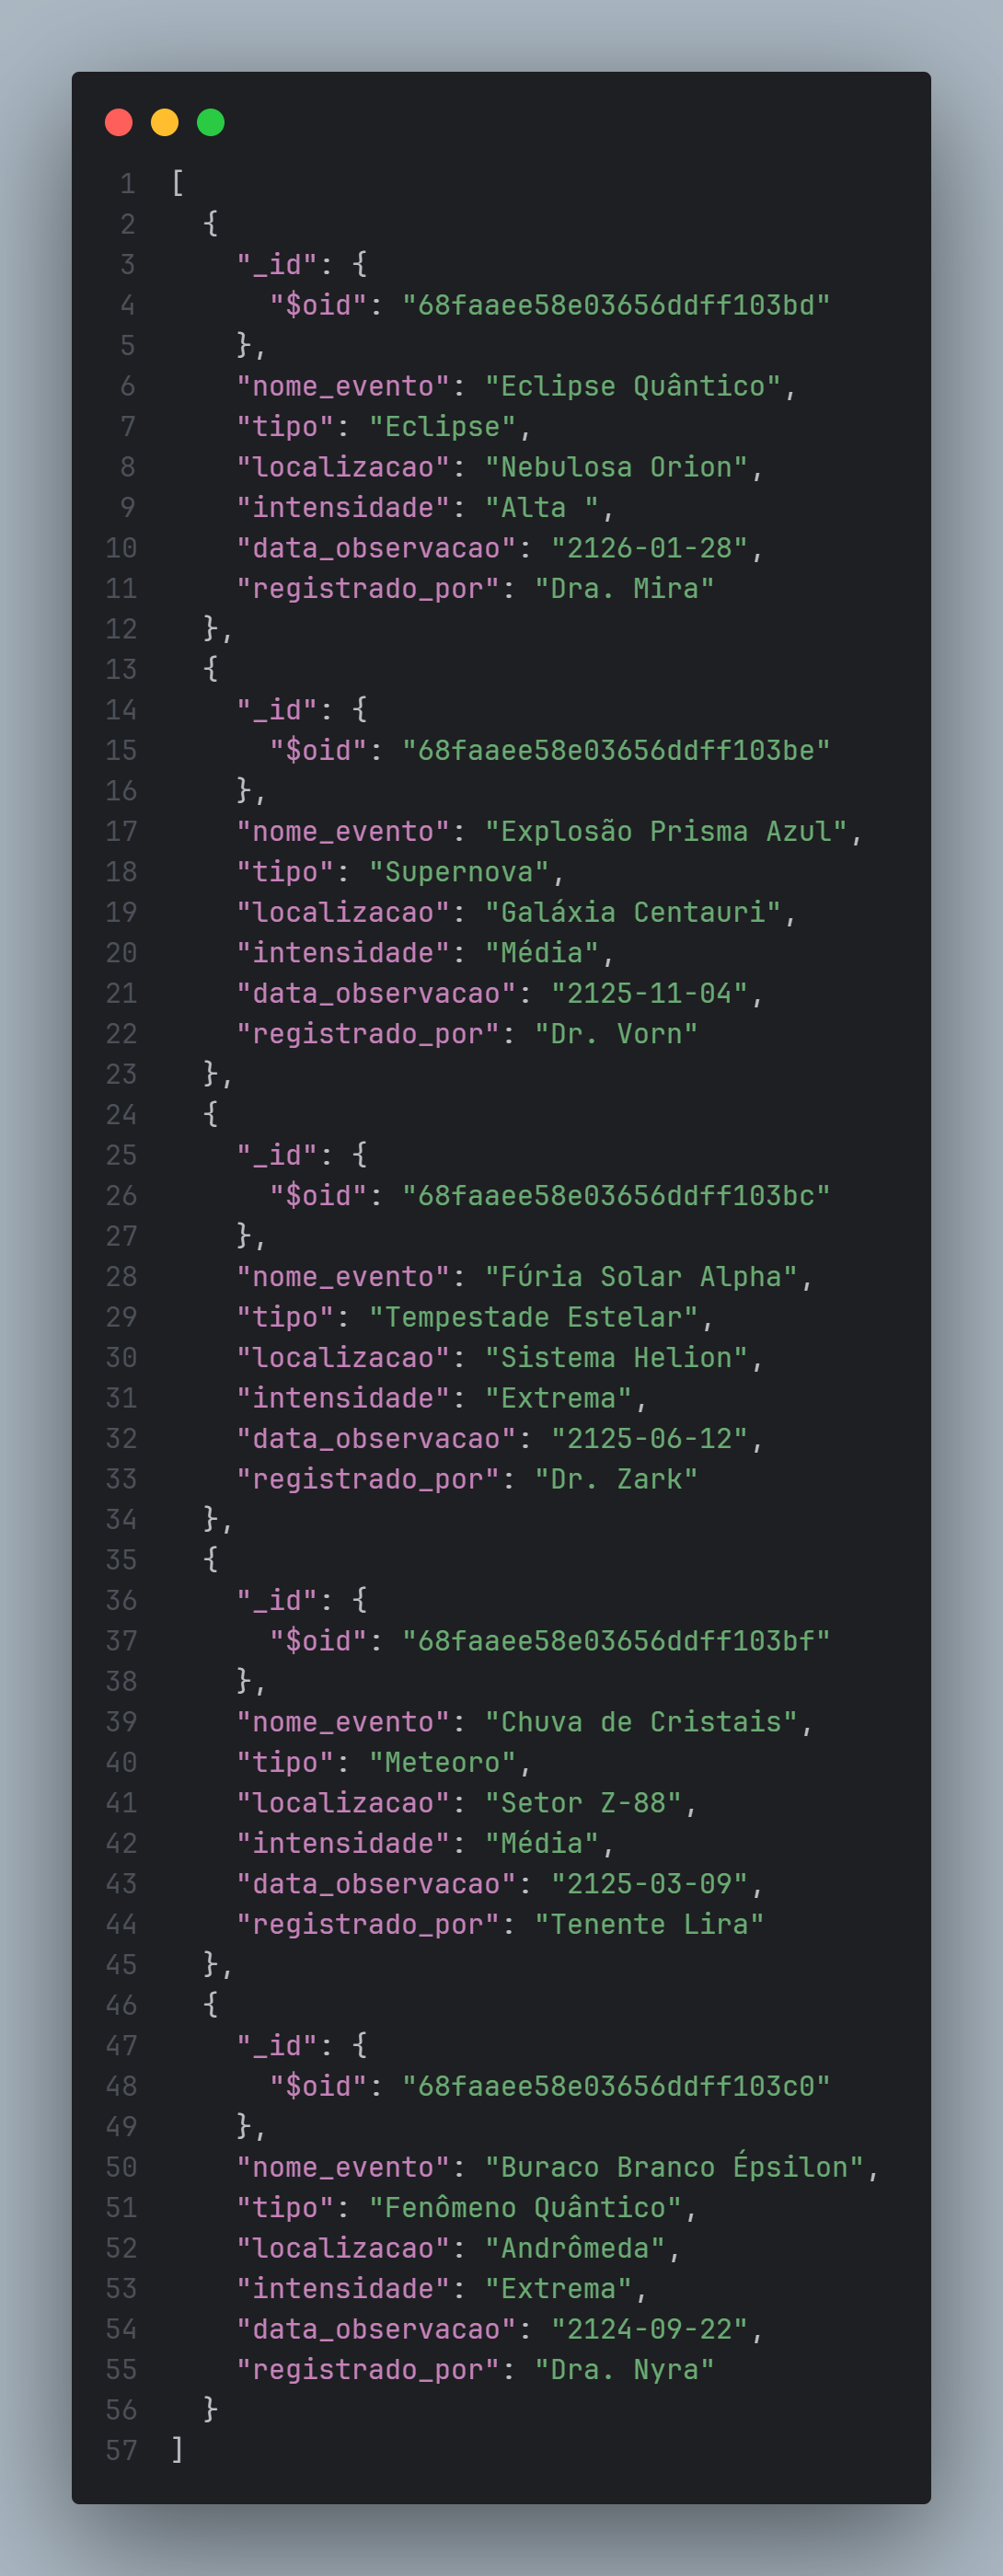 1 [
2   {
3     "_id": {
4       "$oid": "68faaee58e03656ddff103bd"
5     },
6     "nome_evento": "Eclipse Quântico",
7     "tipo": "Eclipse",
8     "localizacao": "Nebulosa Orion",
9     "intensidade": "Alta ",
10     "data_observacao": "2126-01-28",
11     "registrado_por": "Dra. Mira"
12   },
13   {
14     "_id": {
15       "$oid": "68faaee58e03656ddff103be"
16     },
17     "nome_evento": "Explosão Prisma Azul",
18     "tipo": "Supernova",
19     "localizacao": "Galáxia Centauri",
20     "intensidade": "Média",
21     "data_observacao": "2125-11-04",
22     "registrado_por": "Dr. Vorn"
23   },
24   {
25     "_id": {
26       "$oid": "68faaee58e03656ddff103bc"
27     },
28     "nome_evento": "Fúria Solar Alpha",
29     "tipo": "Tempestade Estelar",
30     "localizacao": "Sistema Helion",
31     "intensidade": "Extrema",
32     "data_observacao": "2125-06-12",
33     "registrado_por": "Dr. Zark"
34   },
35   {
36     "_id": {
37       "$oid": "68faaee58e03656ddff103bf"
38     },
39     "nome_evento": "Chuva de Cristais",
40     "tipo": "Meteoro",
41     "localizacao": "Setor Z-88",
42     "intensidade": "Média",
43     "data_observacao": "2125-03-09",
44     "registrado_por": "Tenente Lira"
45   },
46   {
47     "_id": {
48       "$oid": "68faaee58e03656ddff103c0"
49     },
50     "nome_evento": "Buraco Branco Épsilon",
51     "tipo": "Fenômeno Quântico",
52     "localizacao": "Andrômeda",
53     "intensidade": "Extrema",
54     "data_observacao": "2124-09-22",
55     "registrado_por": "Dra. Nyra"
56   }
57 ]